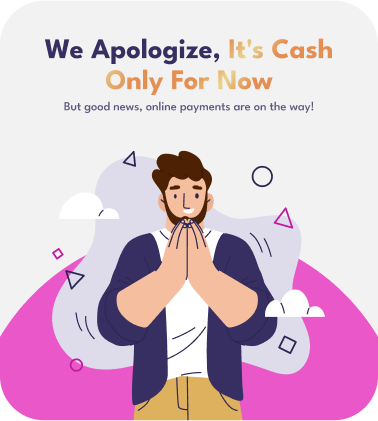 We Apologize, It's Cash
Only For Now
But good news, online payments are on the way!